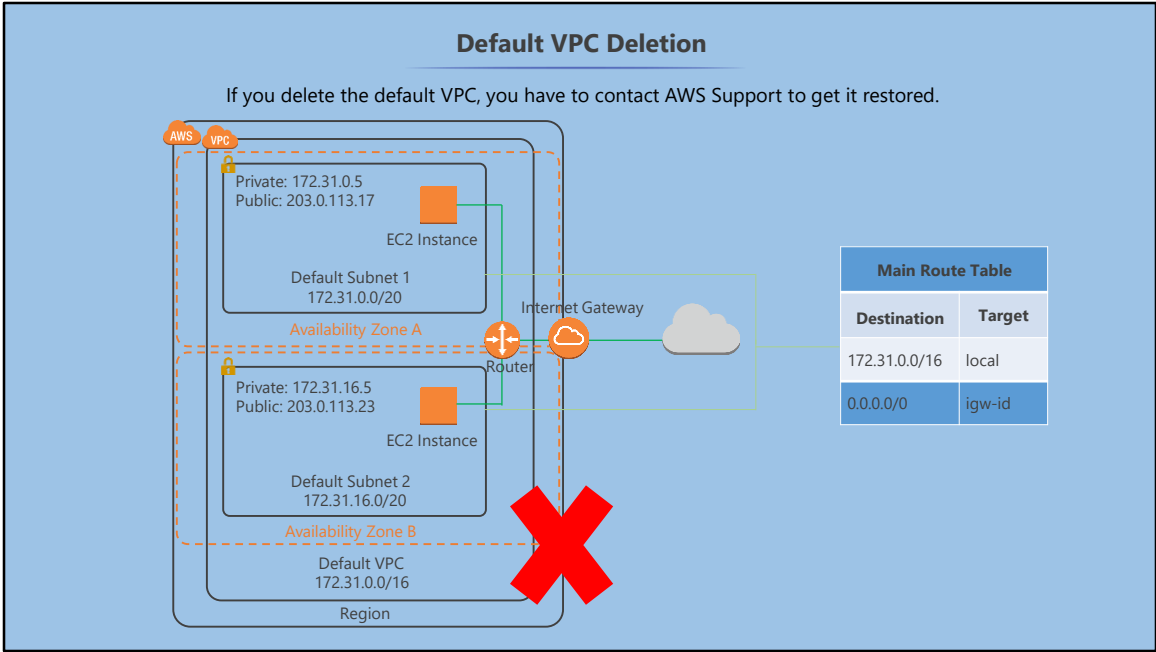 Default VPC Deletion
If you delete the default VPC, you have to contact AWS Support to get it restored.
AWS
VPC
Private: 172.31.0.5
Public: 203.0.113.17
EC2 Instance
Default Subnet 1
172.31.0.0/20
Availability Zone A
Internet Gateway
Router
Private: 172.31.16.5
Public: 203.0.113.23
EC2 Instance
Default Subnet 2
172.31.16.0/20
Availability Zone B
Default VPC
172.31.0.0/16
Region
Main Route Table
Destination Target
172.31.0.0/16 local
0.0.0.0/0 igw-id